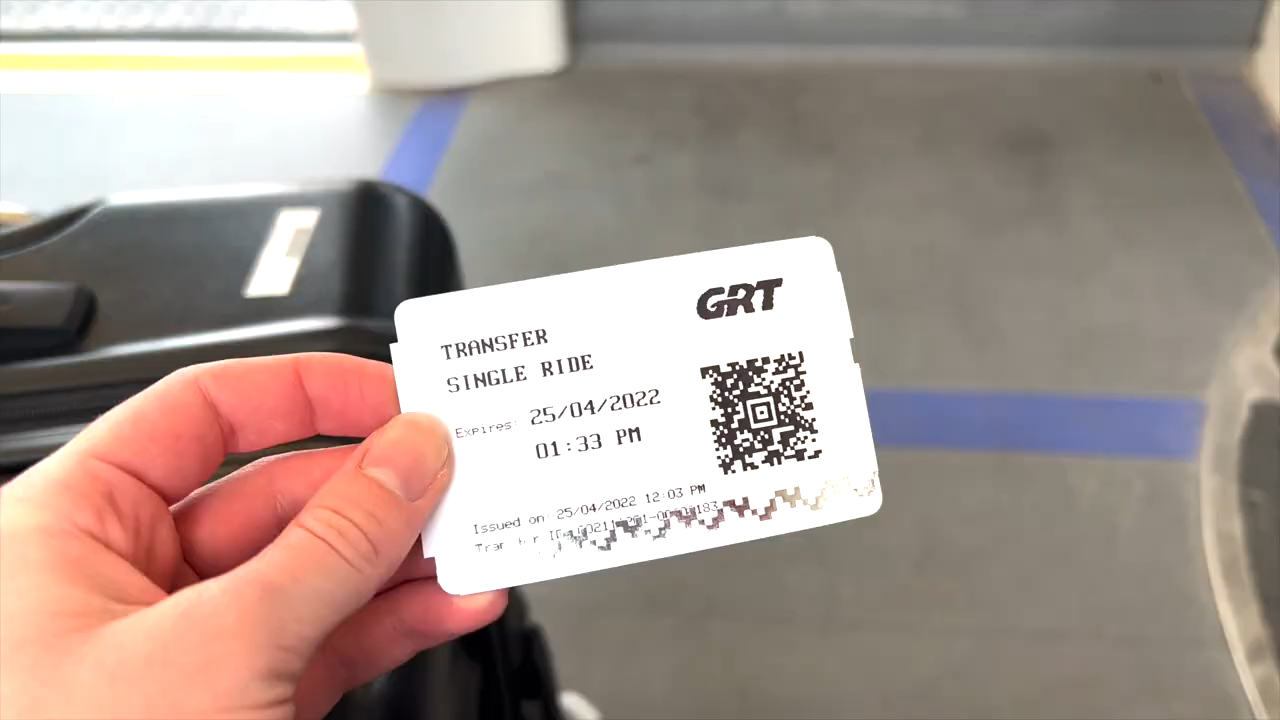 GRT
TRANSFER
SINGLE RIDE
Expires: 25/04/2022
01:33 PM
Issued on: 25/04/2022 12:03 PM